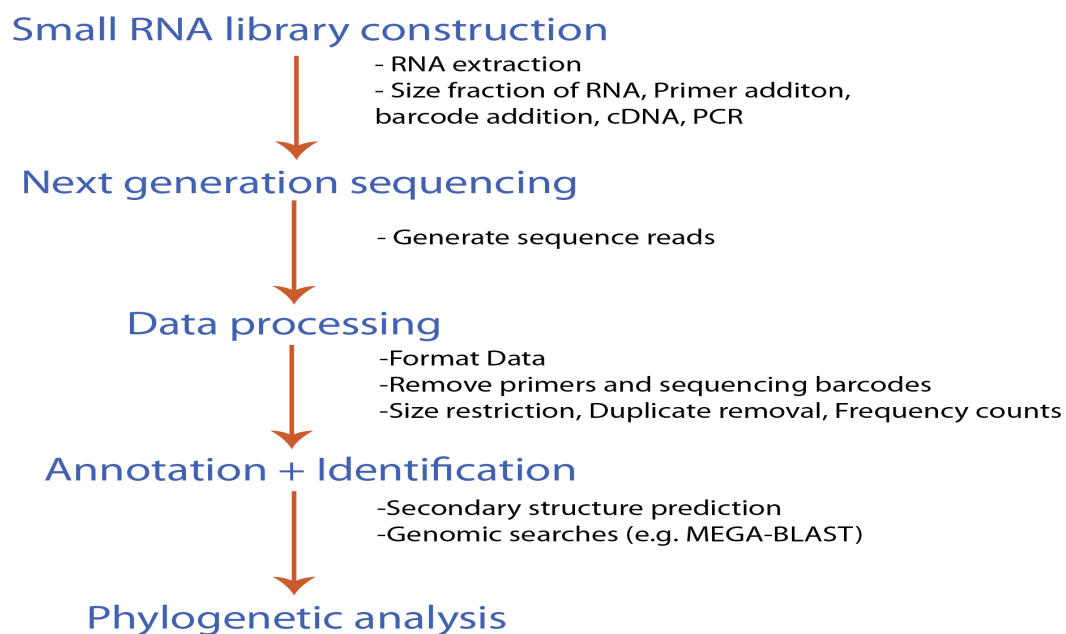 Small RNA library construction
- RNA extraction
- Size fraction of RNA, Primer additon,
barcode addition, cDNA, PCR
Next generation sequencing
- Generate sequence reads
Data processing
-Format Data
-Remove primers and sequencing barcodes
-Size restriction, Duplicate removal, Frequency counts
Annotation + Identification
-Secondary structure prediction
-Genomic searches (e.g. MEGA-BLAST)
Phylogenetic analysis